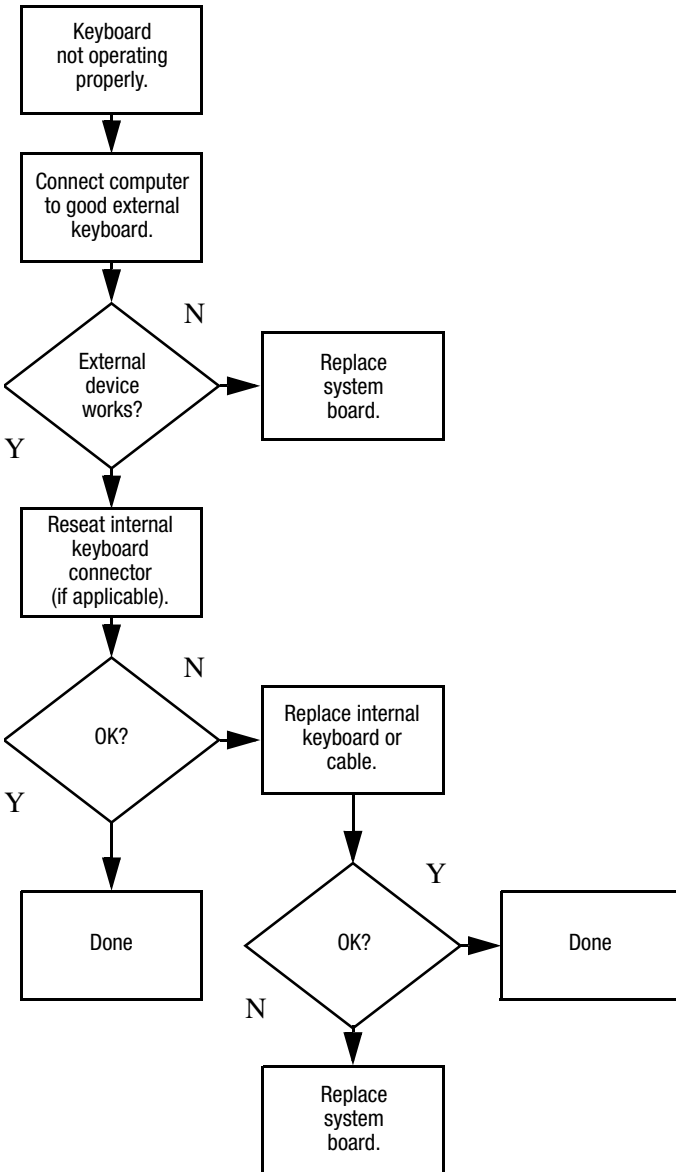 Keyboard
not operating
properly.
Connect computer
to good external
keyboard.
N
External
device
works?
Replace
system
board.
Y
Reseat internal
keyboard
connector
(if applicable).
N
OK?
Replace internal
keyboard or
cable.
Y
Y
Done
OK?
Done
N
Replace
system
board.